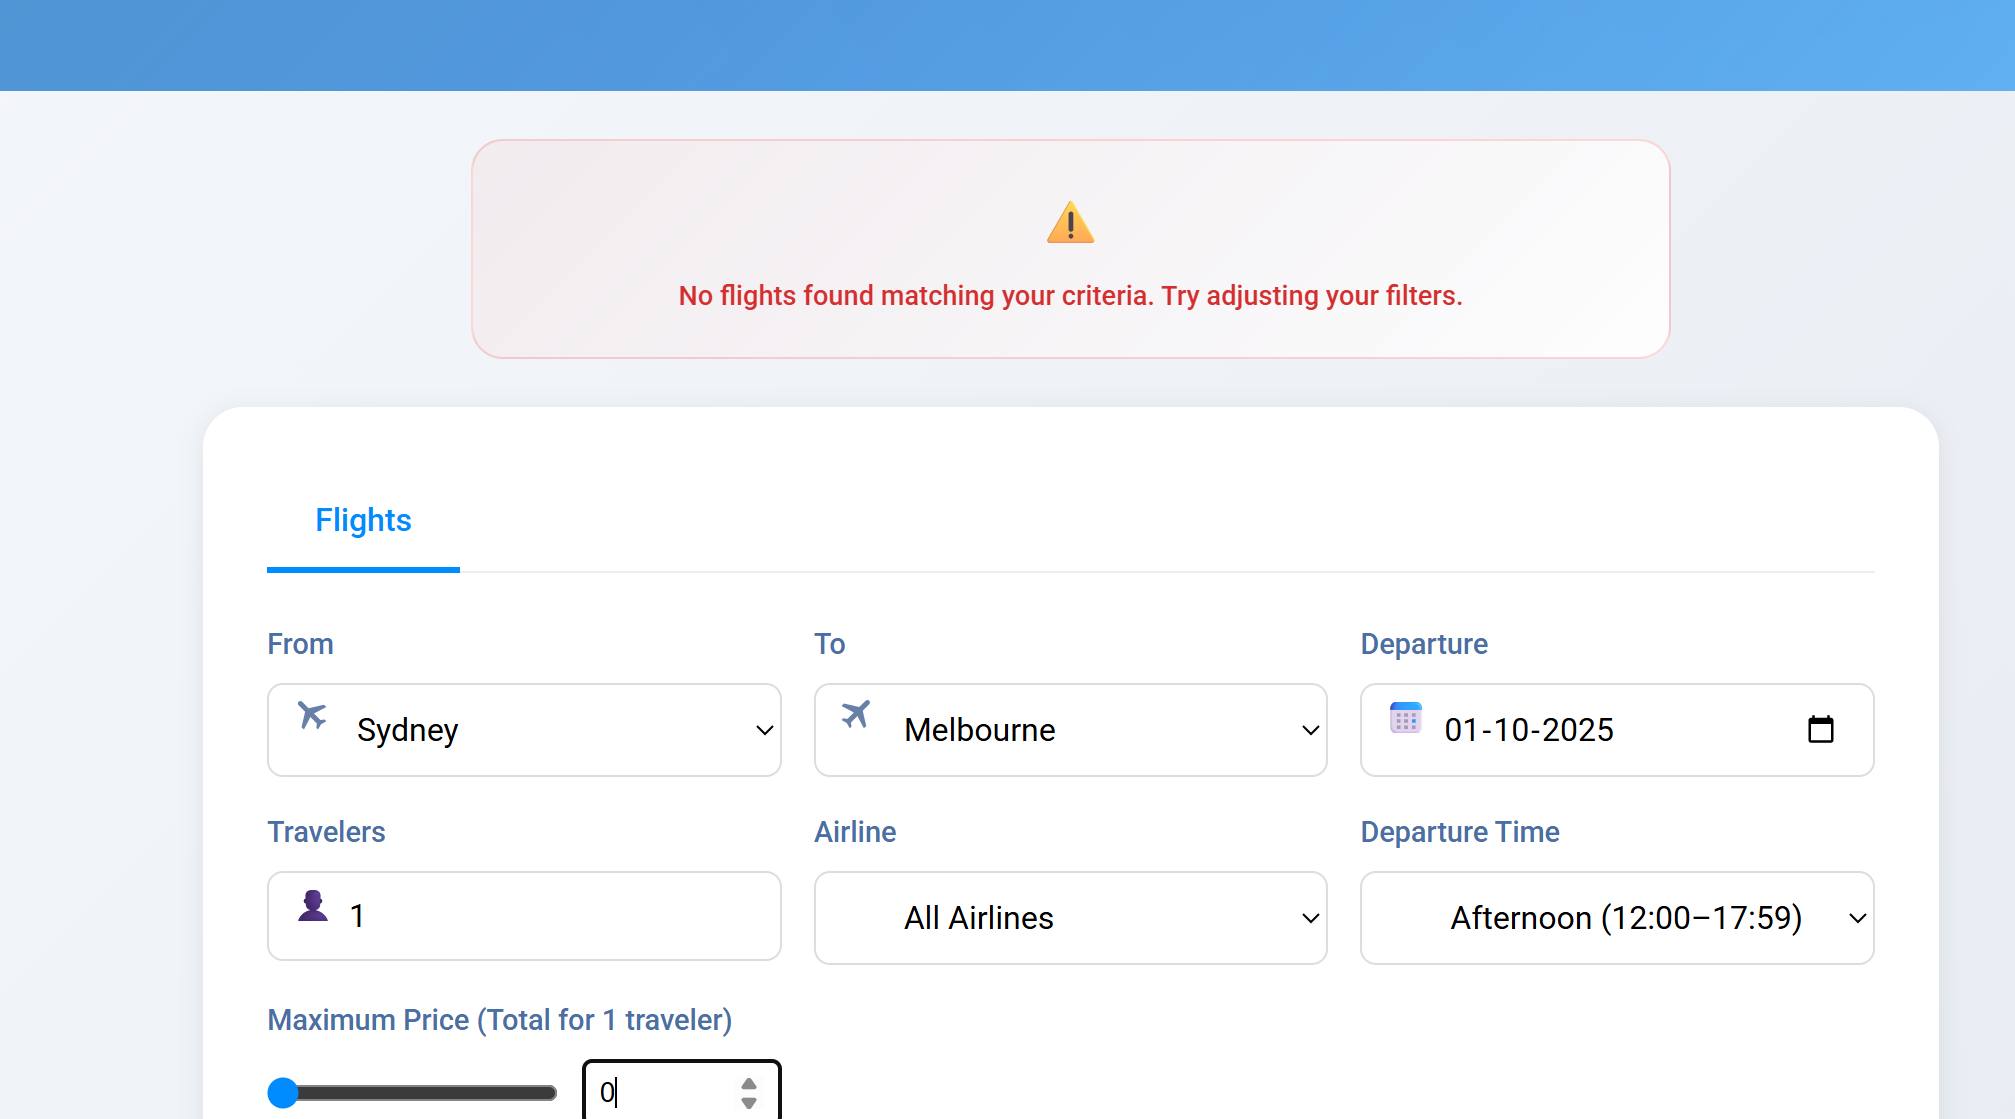 No flights found matching your criteria. Try adjusting your filters.
Flights
From
To
Departure
Sydney
Melbourne
01-10-2025
Travelers
Airline
Departure Time
1
All Airlines
Afternoon (12:00–17:59)
Maximum Price (Total for 1 traveler)
0